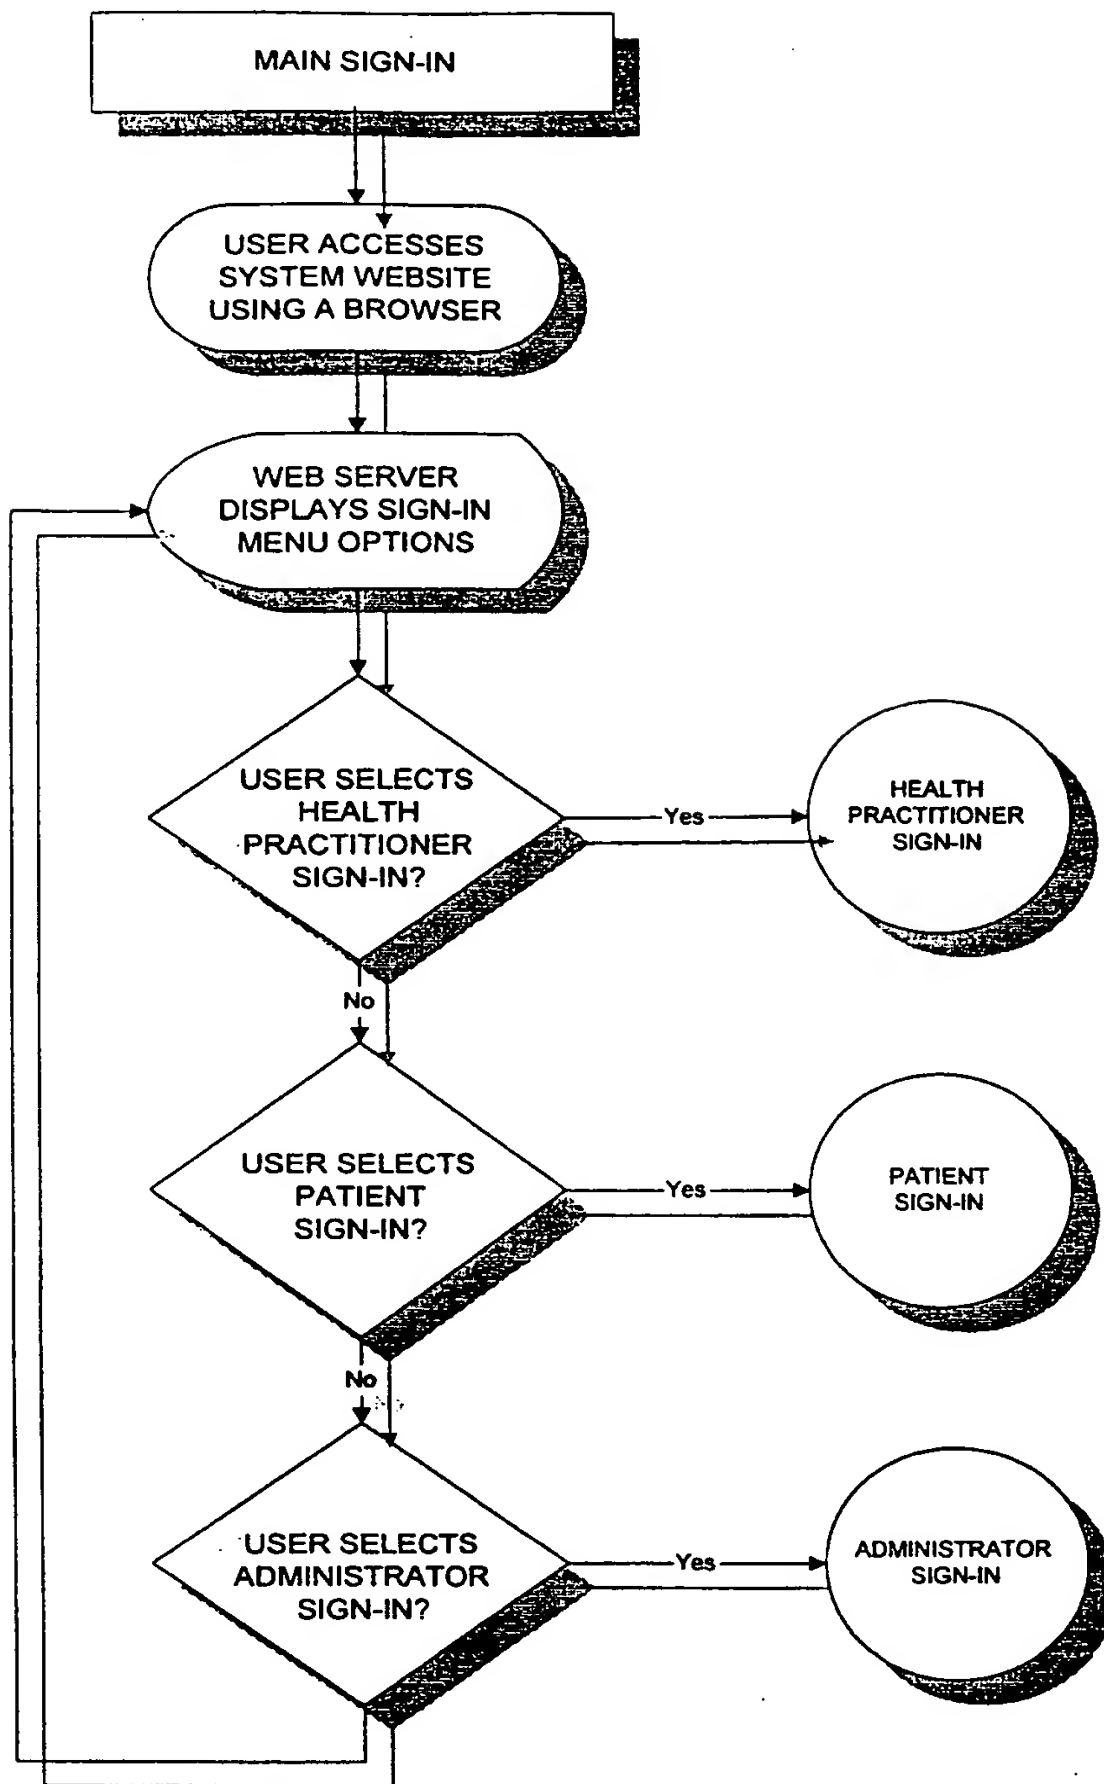 MAIN SIGN-IN
USER ACCESSES
SYSTEM WEBSITE
USING A BROWSER
WEB SERVER
DISPLAYS SIGN-IN
MENU OPTIONS
USER SELECTS
HEALTH
PRACTITIONER
SIGN-IN?
Yes
HEALTH
PRACTITIONER
SIGN-IN
No
USER SELECTS
PATIENT
SIGN-IN?
Yes
PATIENT
SIGN-IN
No
USER SELECTS
ADMINISTRATOR
SIGN-IN?
Yes
ADMINISTRATOR
SIGN-IN